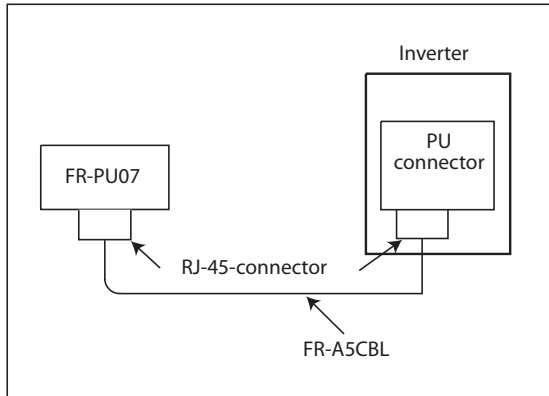 Inverter
FR-PU07
PU
connector
RJ-45-connector
FR-A5CBL